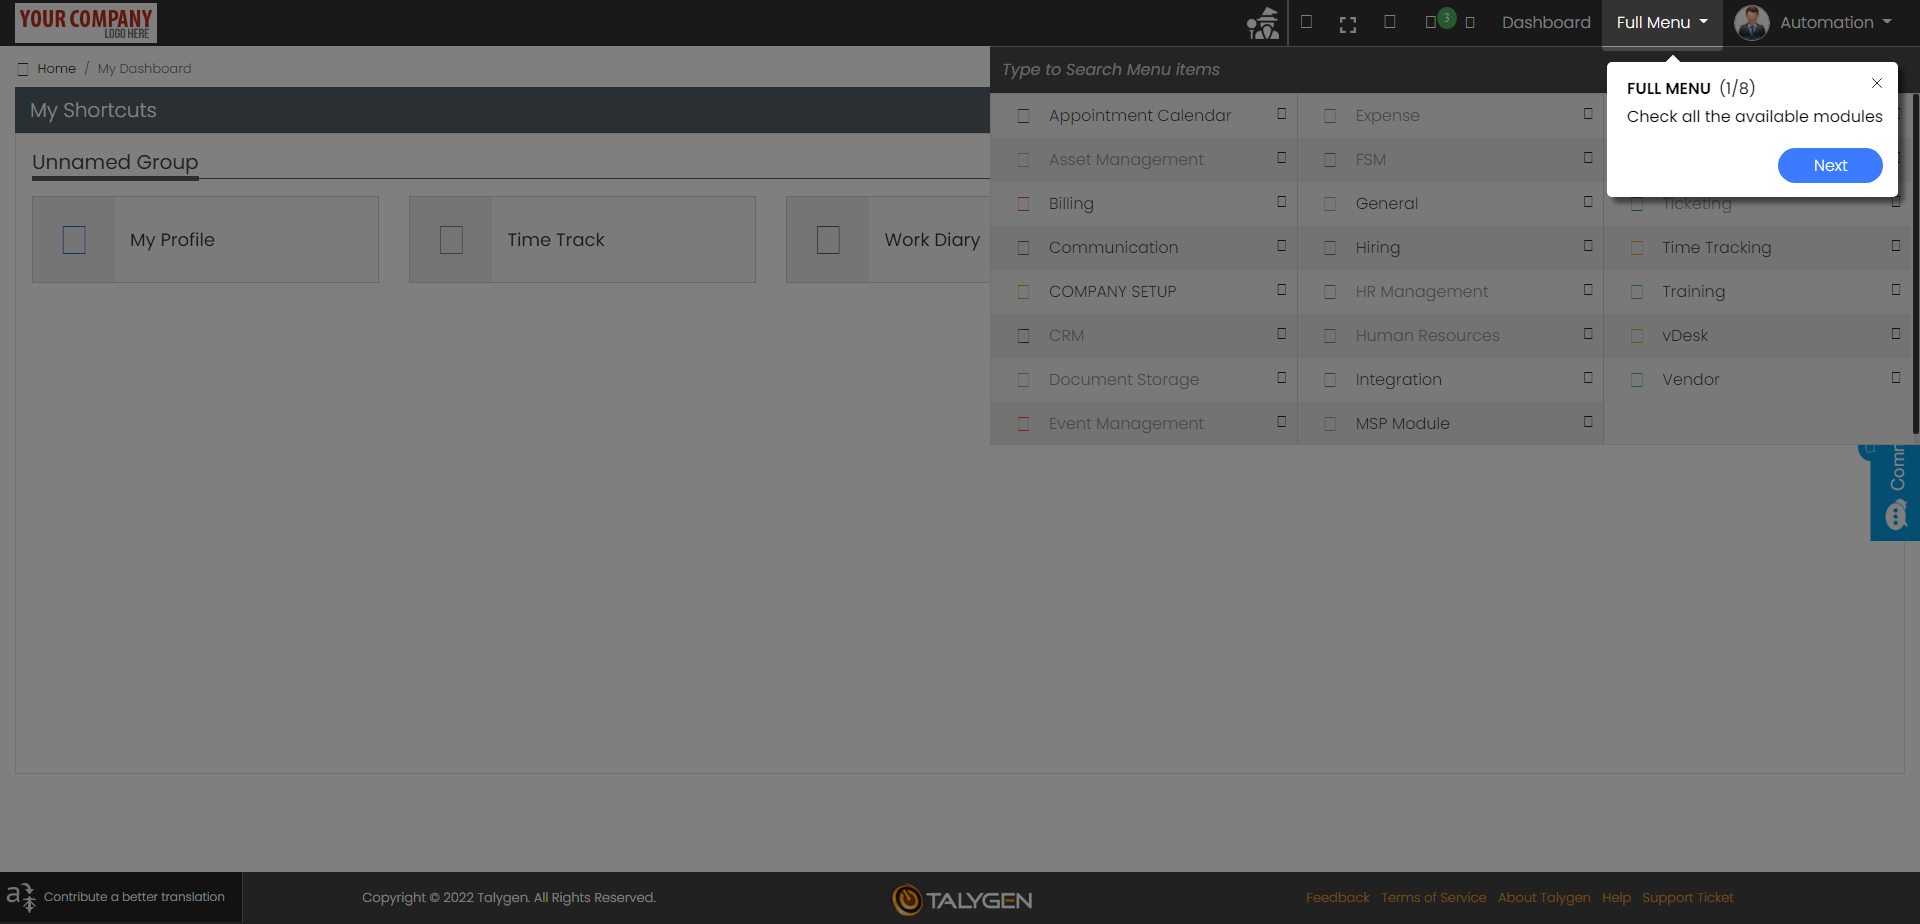 YOUR COMPANY
LOGO HERE
3
Dashboard
Full Menu
Automation
Home / My Dashboard
Type to Search Menu items
FULL MENU (1/8)
Check all the available modules
Next
My Shortcuts
Unnamed Group
My Profile
Time Track
Work Diary
Appointment Calendar
Asset Management
Billing
Communication
COMPANY SETUP
CRM
Document Storage
Event Management
Expense
FSM
General
Hiring
HR Management
Human Resources
Integration
MSP Module
Ticketing
Time Tracking
Training
vDesk
Vendor
Comm
Contribute a better translation
Copyright © 2022 Talygen. All Rights Reserved.
TALYGEN
Feedback Terms of Service About Talygen Help Support Ticket